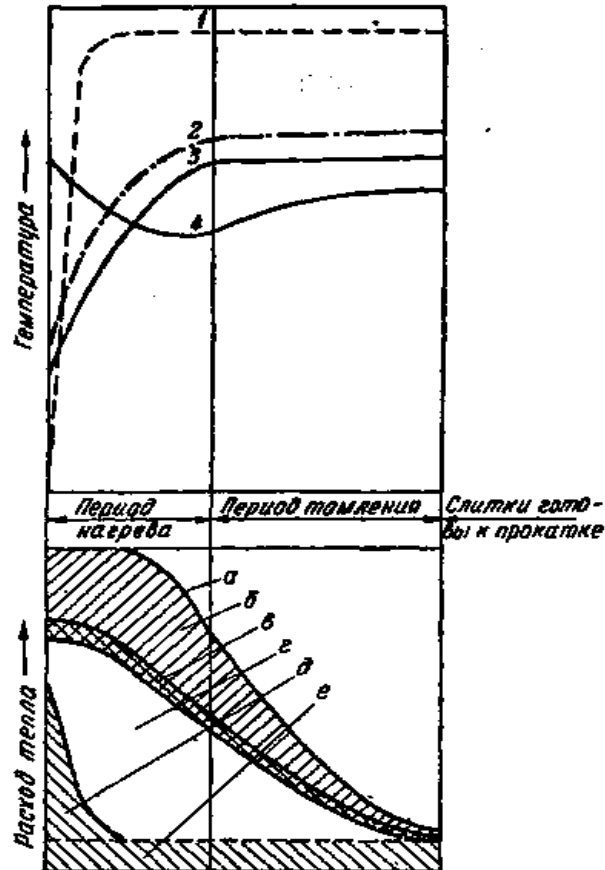 1
2
3
4
Температура
Период
нагрева
Период томления
Слитки гото-
вы к прокатке
а
б
в
г
д
е
Расход тепла